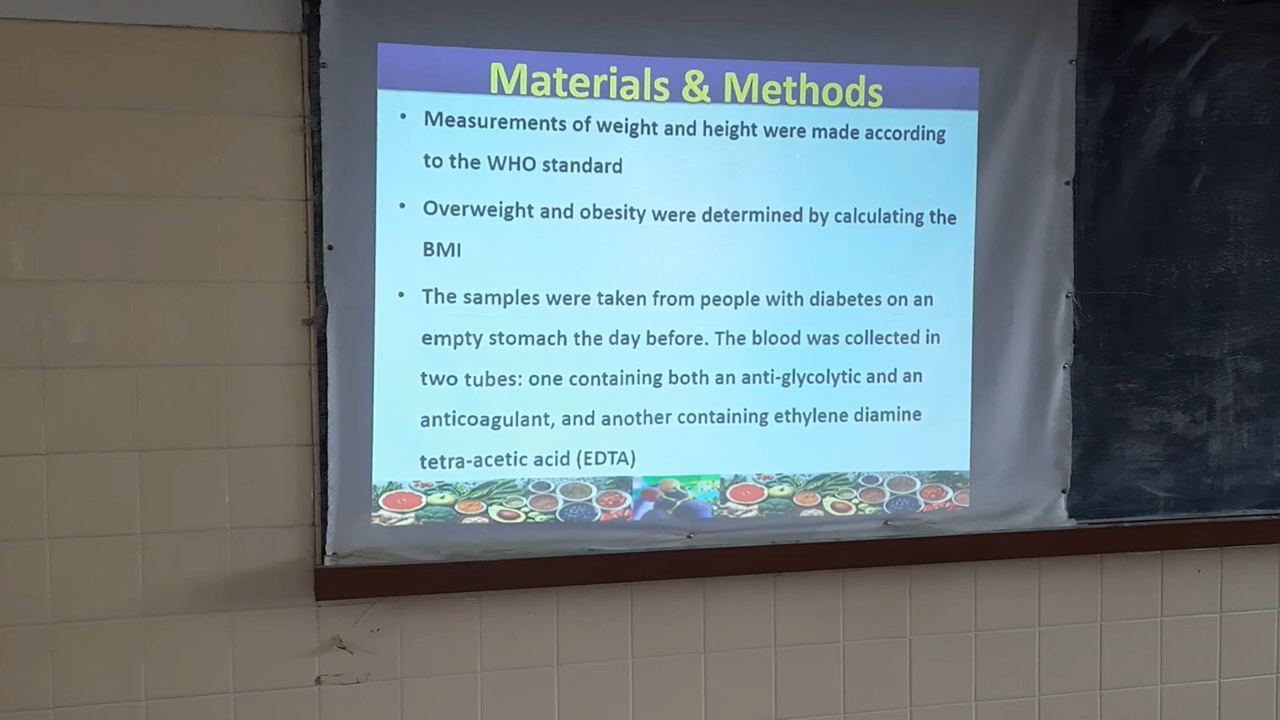 Materials & Methods
• Measurements of weight and height were made according
to the WHO standard
• Overweight and obesity were determined by calculating the
BMI
• The samples were taken from people with diabetes on an
empty stomach the day before. The blood was collected in
two tubes: one containing both an anti-glycolytic and an
anticoagulant, and another containing ethylene diamine
tetra-acetic acid (EDTA)